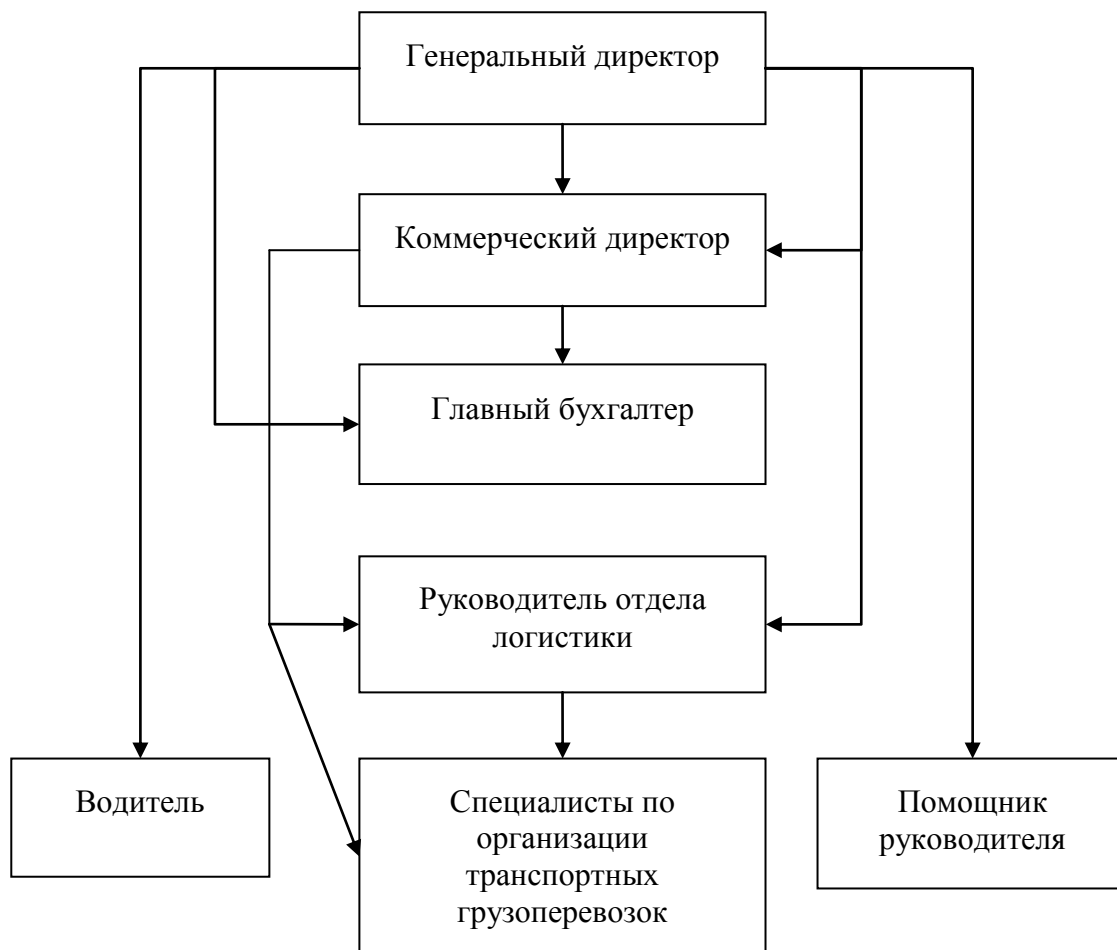 Генеральный директор
Коммерческий директор
Главный бухгалтер
Руководитель отдела
логистики
Водитель
Специалисты по
организации
транспортных
грузоперевозок
Помощник
руководителя